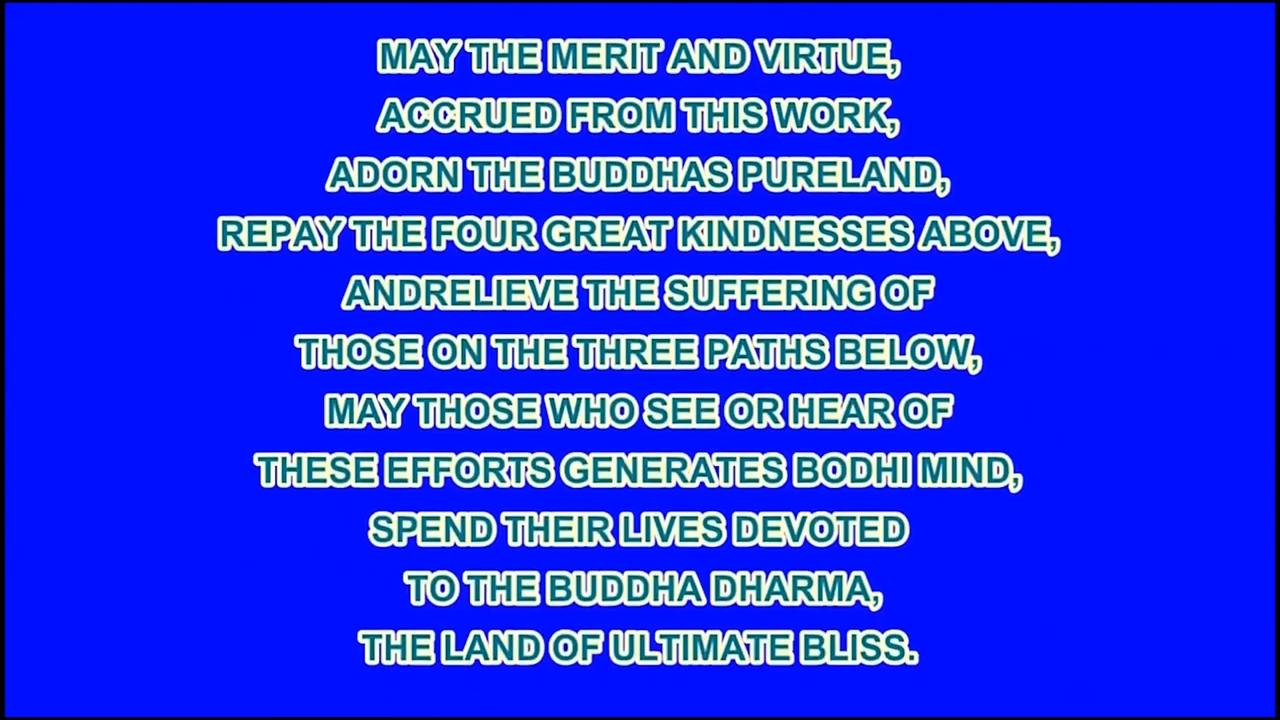 MAY THE MERIT AND VIRTUE,
ACCRUED FROM THIS WORK,
ADORN THE BUDDHAS PURELAND,
REPAY THE FOUR GREAT KINDNESSES ABOVE,
ANDRELIEVE THE SUFFERING OF
THOSE ON THE THREE PATHS BELOW,
MAY THOSE WHO SEE OR HEAR OF
THESE EFFORTS GENERATES BODHI MIND,
SPEND THEIR LIVES DEVOTED
TO THE BUDDHA DHARMA,
THE LAND OF ULTIMATE BLISS.